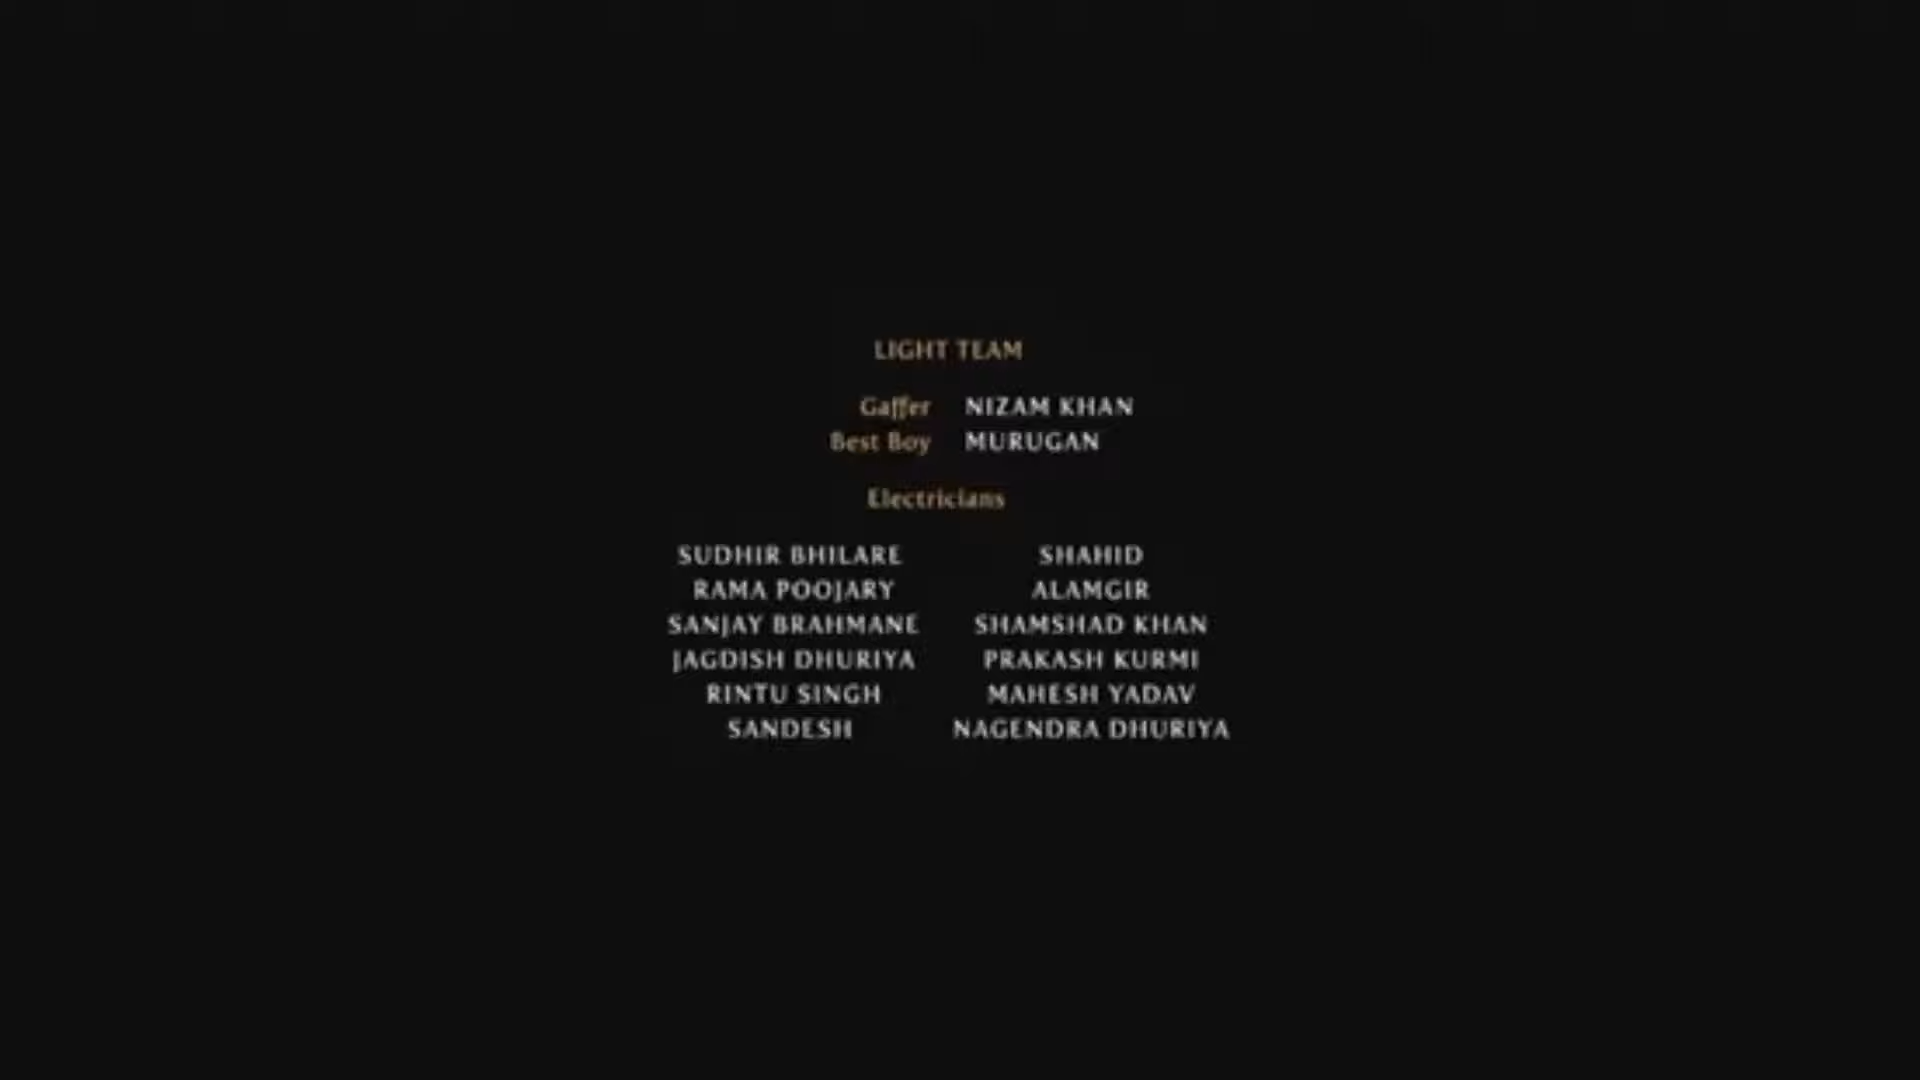 LIGHT TEAM
Gaffer NIZAM KHAN
Best Boy MURUGAN
Electricians
SUDHIR BHILARE SHAHID
RAMA POOJARY ALAMGIR
SANJAY BRAHMANE SHAMSHAD KHAN
JAGDISH DHURIYA PRAKASH KURMI
RINTU SINGH MAHESH YADAV
SANDESH NAGENDRA DHURIYA